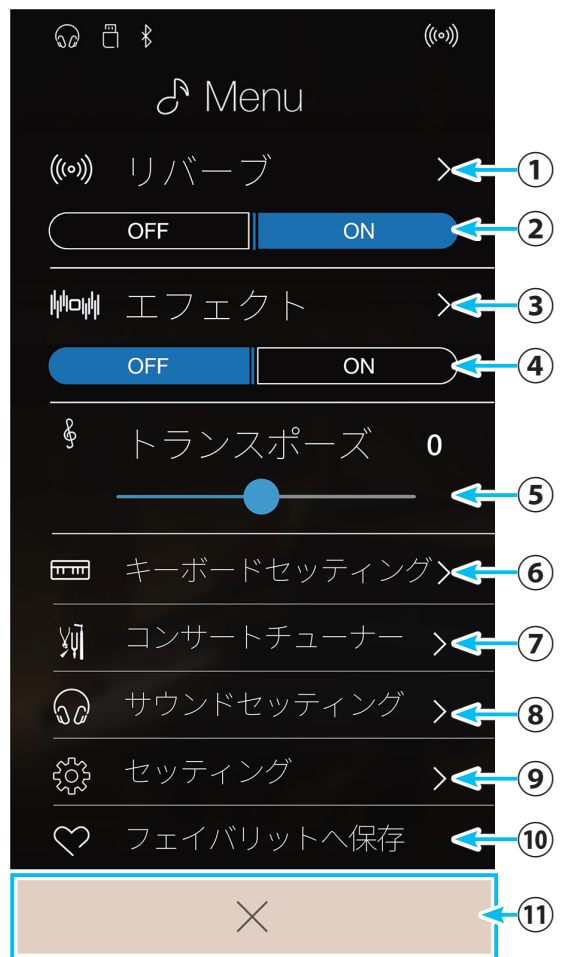 Menu
リバーブ ①
OFF ON ②
エフェクト ③
OFF ON ④
トランスポーズ 0
⑤
キーボードセッティング ⑥
コンサートチューナー ⑦
サウンドセッティング ⑧
セッティング ⑨
フェイバリットへ保存 ⑩
⑪